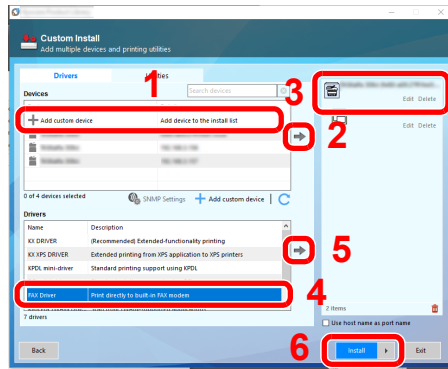 Custom Install
Add multiple devices and printing utilities
Drivers
Utilities
1
Devices
Search devices
3
Edit Delete
Add custom device
Add device to the install list
2
Edit Delete
0 of 4 devices selected
SNMP Settings
Add custom device
Drivers
Name
Description
KX DRIVER
(Recommended) Extended-functionality printing
KX XPS DRIVER
Extended printing from XPS application to XPS printers
5
KPDL mini-driver
Standard printing support using KPDL
FAX Driver
Print directly to built-in FAX modem
4
7 drivers
2 items
Use host name as port name
6
Back
Install
Exit